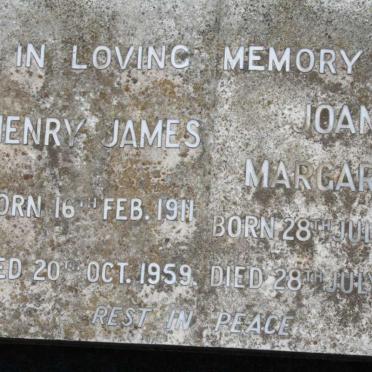 IN LOVING MEMORY
HENRY JAMES
BORN 16TH FEB. 1911
DIED 20TH OCT. 1959
JOAN
MARGAR
BORN 28TH JUL
DIED 28TH JUL
REST IN PEACE